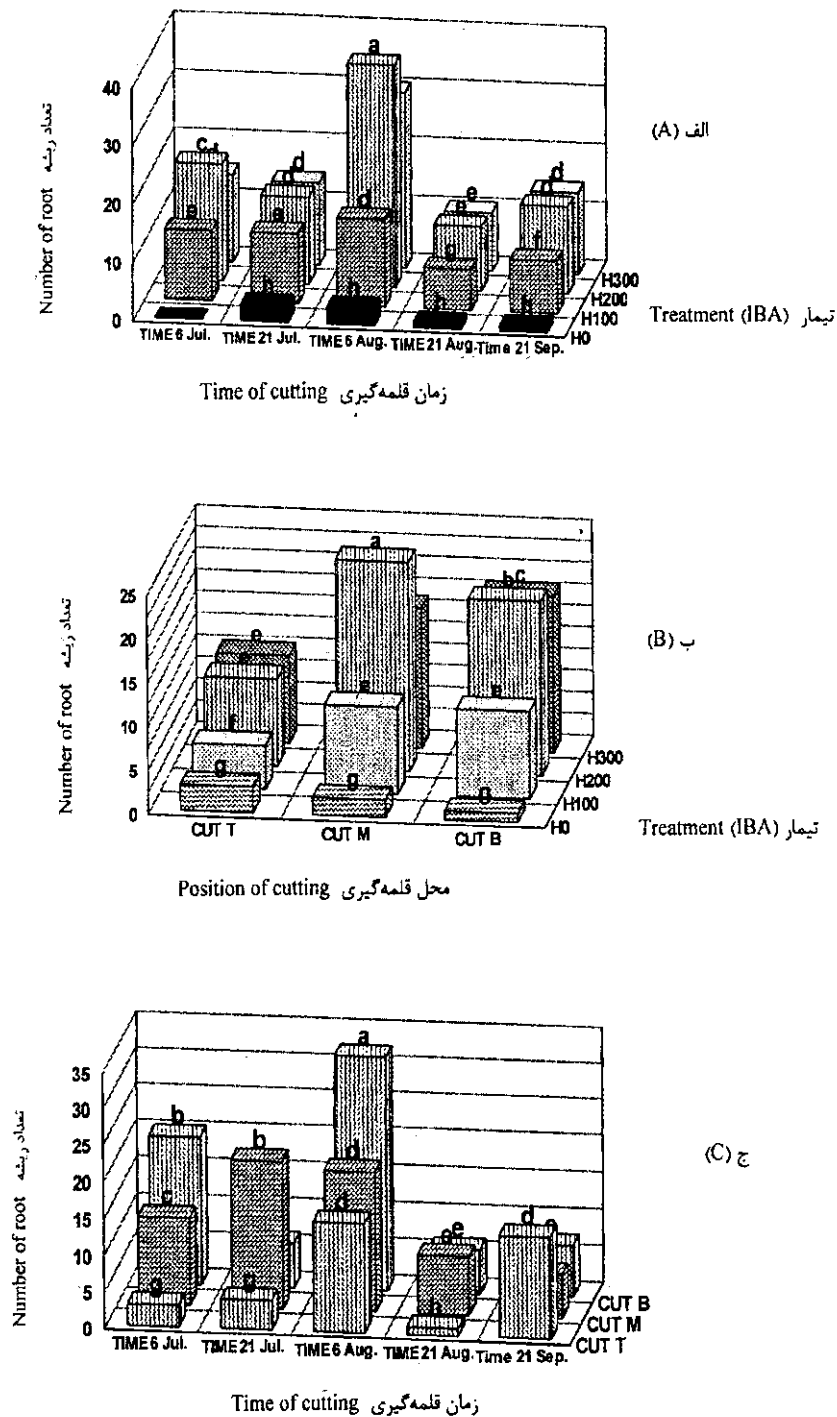 الف (A)
تعداد ریشه Number of root
40
30
20
10
0
a
c d
d
d
d
e
e
e
d
e
e
g
f
h
h
h
h
TIME 6 Jul. TIME 21 Jul. TIME 6 Aug. TIME 21 Aug. Time 21 Sep.
H300
H200
H100
H0
Treatment (IBA) تیمار
Time of cutting زمان قلمه‌گیری
ب (B)
تعداد ریشه Number of root
25
20
15
10
5
0
a
b c
e
e
f
e
e
g
g
g
CUT T CUT M CUT B
H300
H200
H100
H0
Treatment (IBA) تیمار
Position of cutting محل قلمه‌گیری
ج (C)
تعداد ریشه Number of root
35
30
25
20
15
10
5
0
a
b
b
d
c
d
d
e e
e
g
g
h
TIME 6 Jul. TIME 21 Jul. TIME 6 Aug. TIME 21 Aug. Time 21 Sep.
CUT B
CUT M
CUT T
Time of cutting زمان قلمه‌گیری